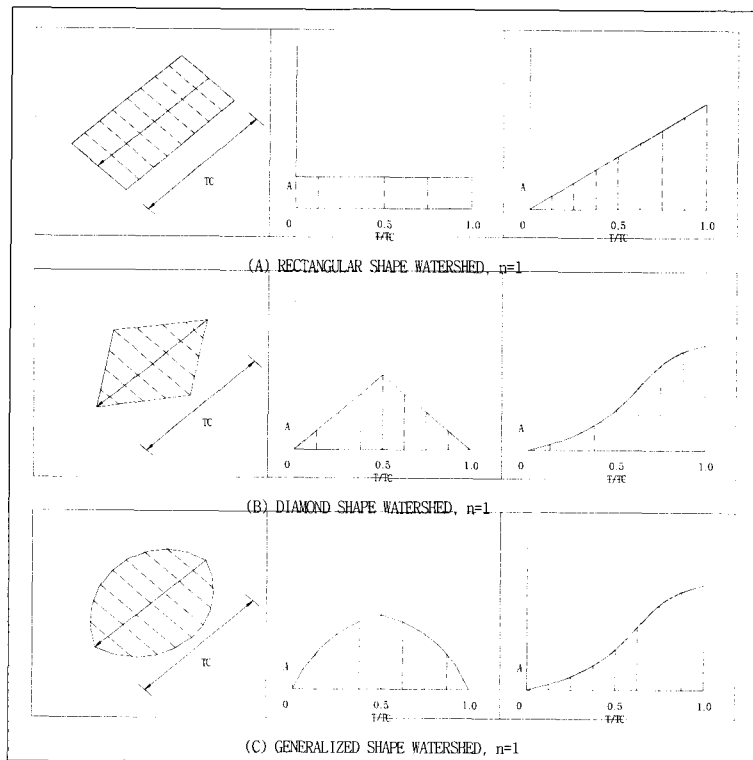 TC
A
0
0.5
1.0
T/TC
A
0
0.5
1.0
T/TC
(A) RECTANGULAR SHAPE WATERSHED, n=1
TC
A
0
0.5
1.0
T/TC
A
0.5
1.0
T/TC
(B) DIAMOND SHAPE WATERSHED, n=1
TC
A
0
0.5
1.0
T/TC
A
0
0.5
1.0
T/TC
(C) GENERALIZED SHAPE WATERSHED, n=1